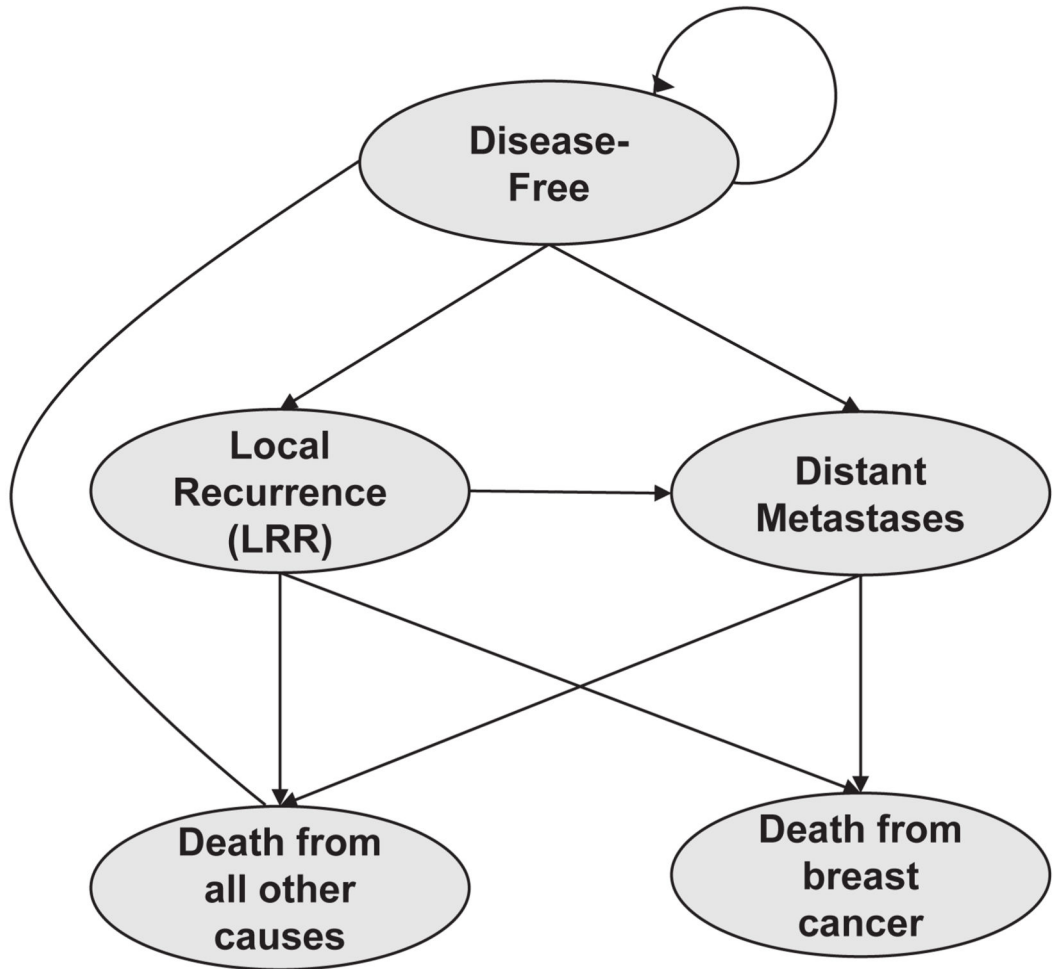 Disease-
Free
Local
Recurrence
(LRR)
Distant
Metastases
Death from
all other
causes
Death from
breast
cancer